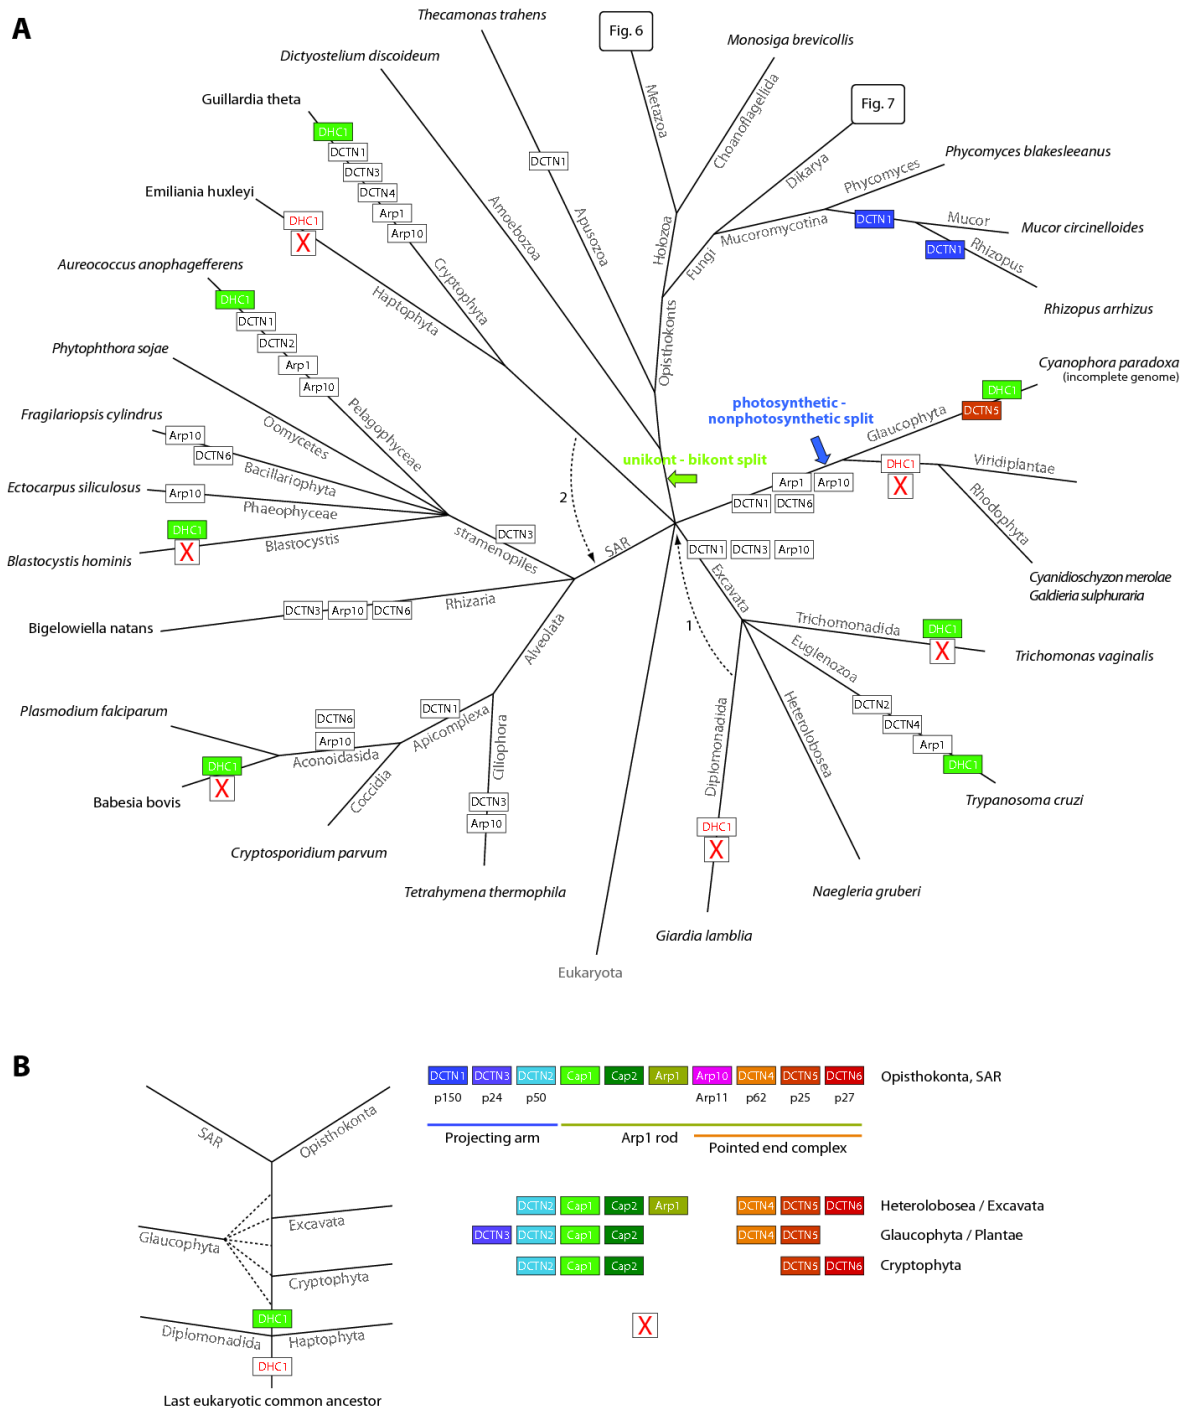 A
Thecamonas trahens
Fig. 6
Monosiga brevicollis
Dictyostelium discoideum
Guillardia theta
Metazoa
Choanoflagellida
Fig. 7
DHC1
DCTN1
DCTN3
DCTN4
Arp1
Arp10
DCTN1
Dikarya
Phycomyces
Phycomyces blakesleeanus
Emiliania huxleyi
DHC1
X
Amoebozoa
Apusozoa
Holozoa
Fungi
Mucoromycotina
DCTN1
Mucor
Mucor circinelloides
DCTN1
Rhizopus
Rhizopus arrhizus
Aureococcus anophagefferens
DHC1
DCTN1
DCTN2
Arp1
Arp10
Haptophyta
Cryptophyta
Opisthokonts
Phytophthora sojae
Cyanophora paradoxa
(incomplete genome)
DHC1
DCTN5
Glaucophyta
photosynthetic -
nonphotosynthetic split
unikont - bikont split
Fragilariopsis cylindrus
Arp10
DCTN6
Oomycetes
Pelagophyceae
Bacillariophyta
Ectocarpus siliculosus
Arp10
Phaeophyceae
DHC1
X
Blastocystis
Blastocystis hominis
DCTN3
stramenopiles
2
SAR
Arp1
Arp10
DCTN1
DCTN6
DHC1
X
Viridiplantae
Rhodophyta
Cyanidioschyzon merolae
Galdieria sulphuraria
DCTN1
DCTN3
Arp10
Excavata
1
Bigelowiella natans
DCTN3
Arp10
DCTN6
Rhizaria
Alveolata
Trichomonadida
DHC1
X
Trichomonas vaginalis
Euglenozoa
DCTN2
DCTN4
Arp1
DHC1
Trypanosoma cruzi
Plasmodium falciparum
DCTN6
Arp10
DCTN1
Apicomplexa
Aconoidasida
DHC1
X
Babesia bovis
Coccidia
Ciliophora
DCTN3
Arp10
Cryptosporidium parvum
Tetrahymena thermophila
Diplomonadida
DHC1
X
Heterolobosea
Naegleria gruberi
Giardia lamblia
Eukaryota
B
DCTN1 DCTN3 DCTN2 Cap1 Cap2 Arp1 Arp10 DCTN4 DCTN5 DCTN6 Opisthokonta, SAR
p150 p24 p50 Arp11 p62 p25 p27
Projecting arm Arp1 rod
Pointed end complex
SAR
Opisthokonta
DCTN2 Cap1 Cap2 Arp1 DCTN4 DCTN5 DCTN6 Heterolobosea / Excavata
DCTN3 DCTN2 Cap1 Cap2 DCTN4 DCTN5 Glaucophyta / Plantae
DCTN2 Cap1 Cap2 DCTN5 DCTN6 Cryptophyta
X
Excavata
Glaucophyta
Cryptophyta
DHC1
Diplomonadida
Haptophyta
DHC1
Last eukaryotic common ancestor